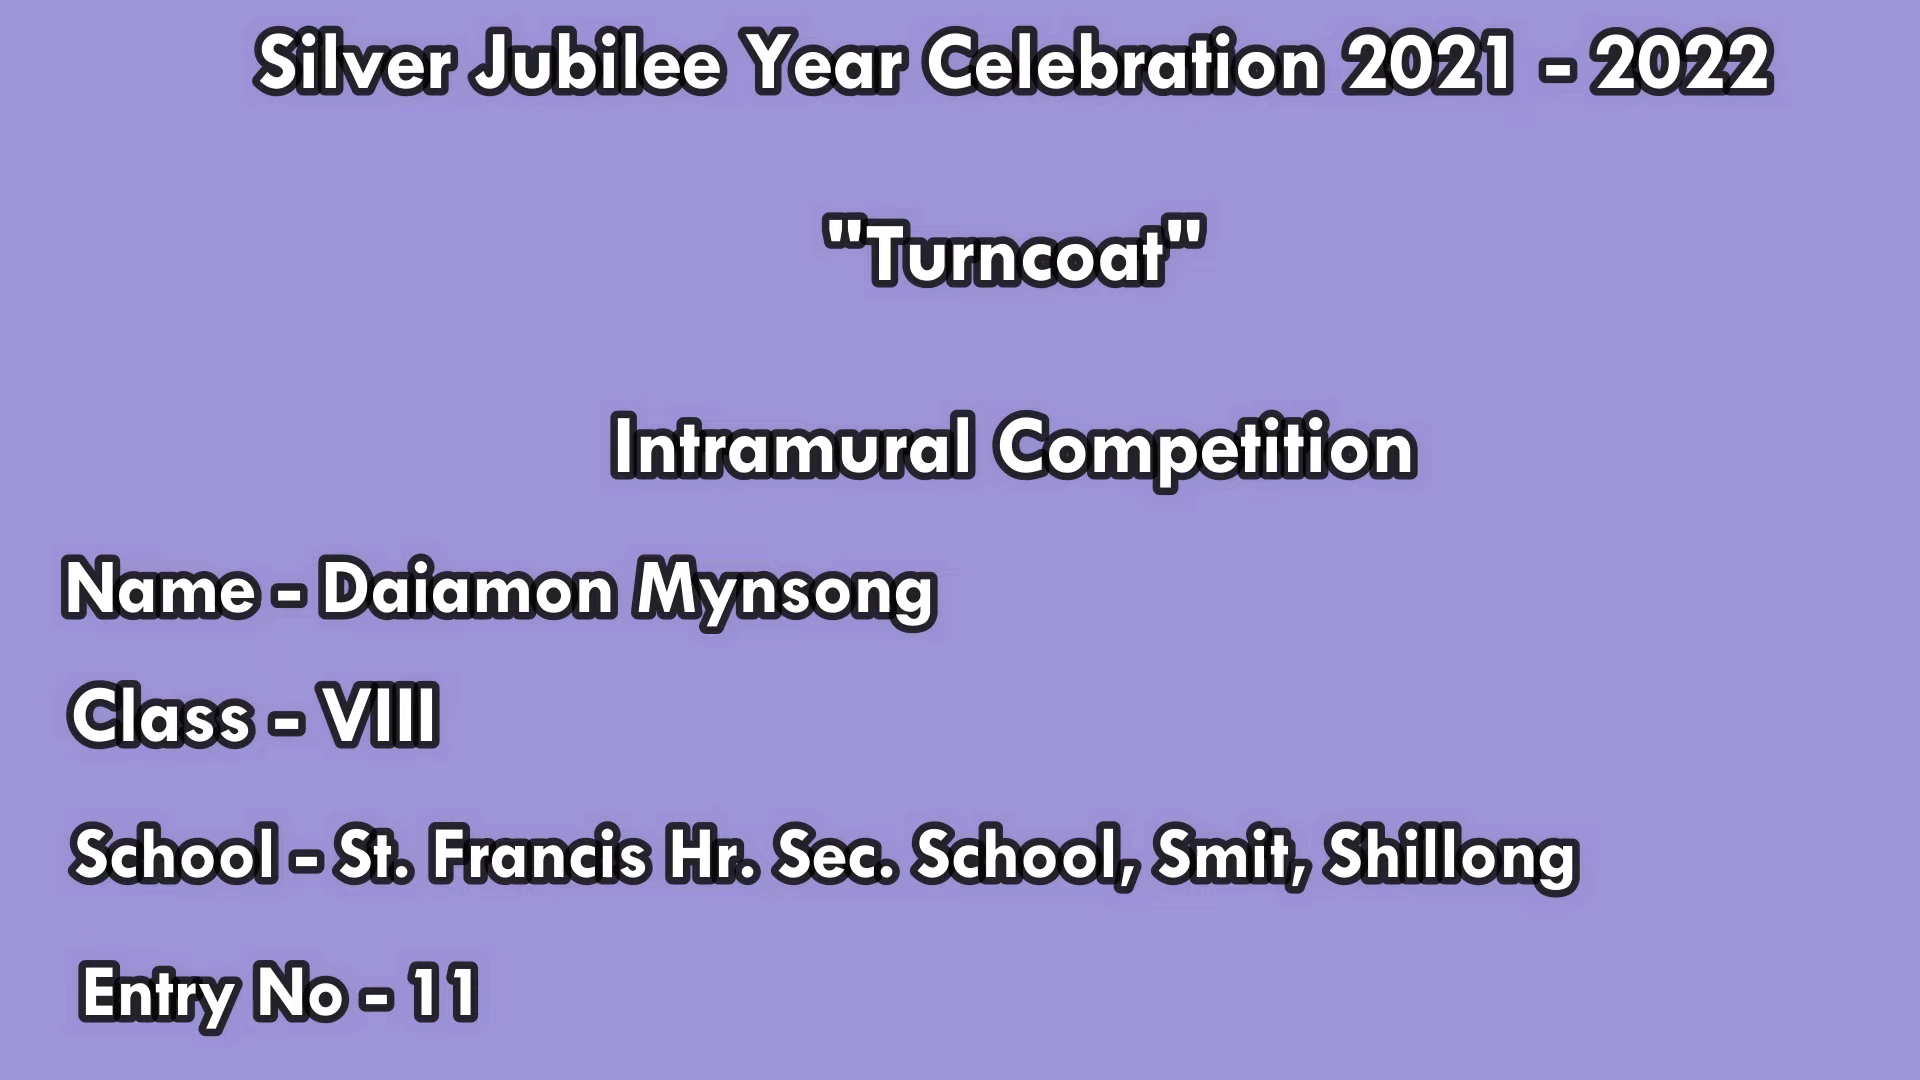 Silver Jubilee Year Celebration 2021 - 2022
"Turncoat"
Intramural Competition
Name - Daiamon Mynsong
Class - VIII
School - St. Francis Hr. Sec. School, Smit, Shillong
Entry No - 11